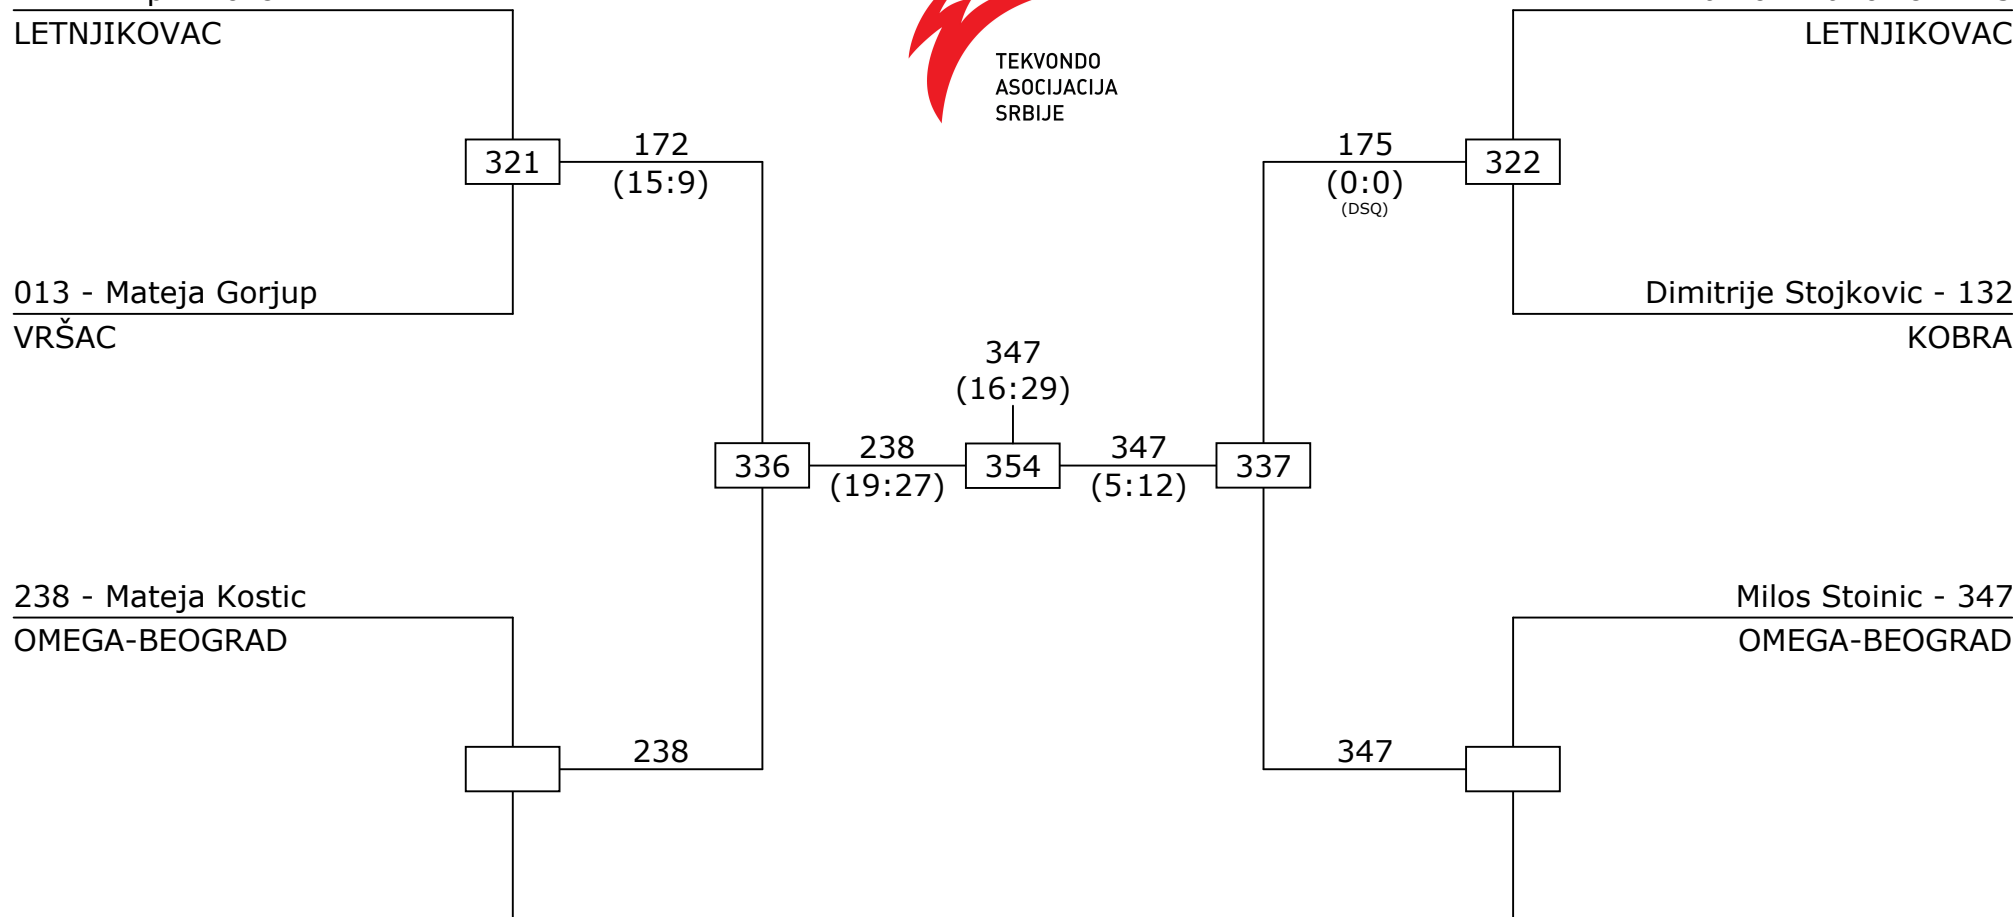 LETNJIKOVAC
LETNJIKOVAC
TEKVONDO
ASOCIJACIJA
SRBIJE
321
172
(15:9)
175
(0:0)
(DSQ)
322
013 - Mateja Gorjup
VRŠAC
Dimitrije Stojkovic - 132
KOBRA
347
(16:29)
336
238
(19:27)
354
347
(5:12)
337
238 - Mateja Kostic
OMEGA-BEOGRAD
Milos Stoinic - 347
OMEGA-BEOGRAD
238
347